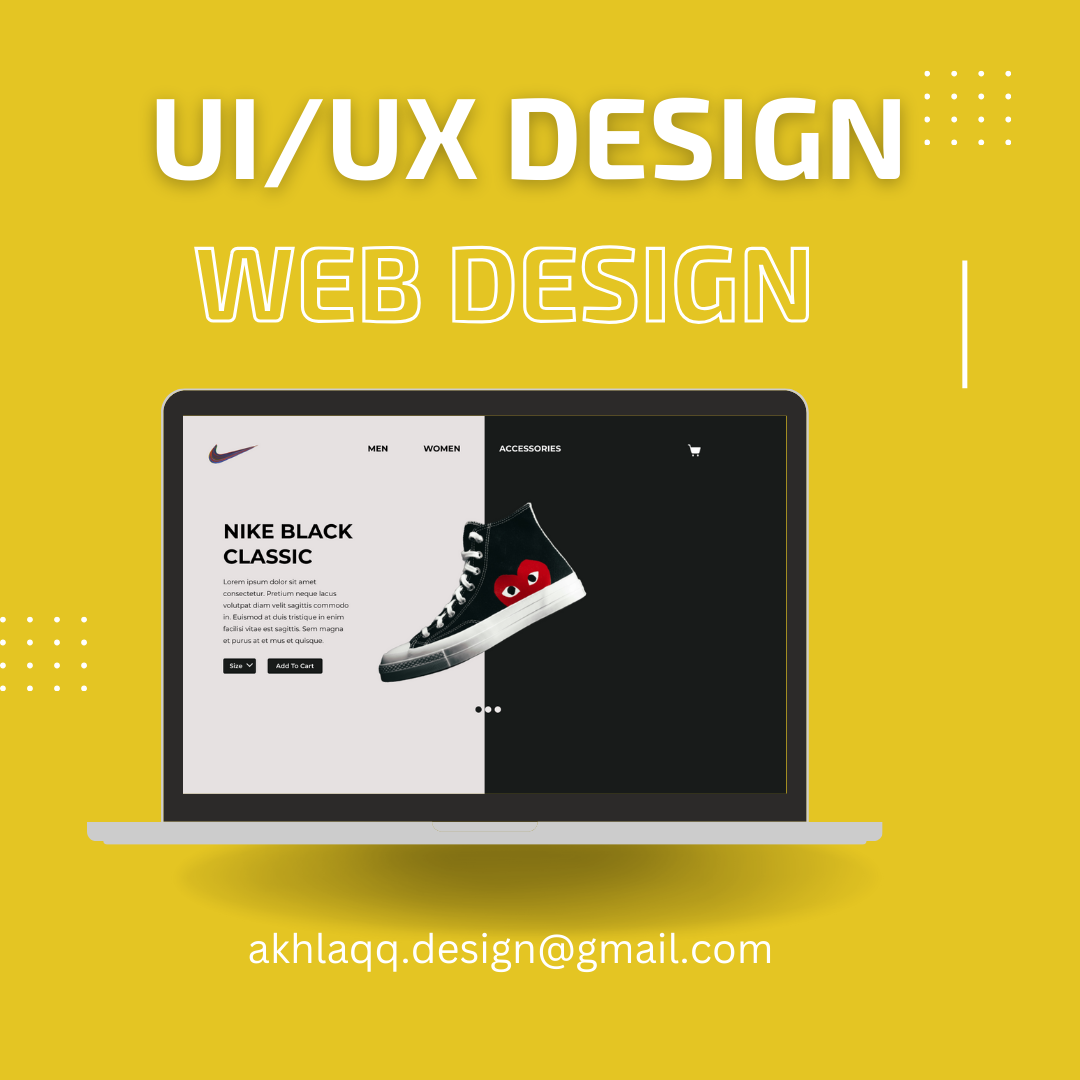 UI/UX DESIGN
WEB DESIGN
MEN WOMEN ACCESSORIES
NIKE BLACK
CLASSIC
Lorem ipsum dolor sit amet
consectetur. Pretium neque lacus
volutpat diam velit sagittis commodo
in. Euismod at duis tristique in enim
facilisi vitae est sagittis. Sem magna
et purus at et mus et quisque.
Size Add To Cart
akhlaqq.design@gmail.com